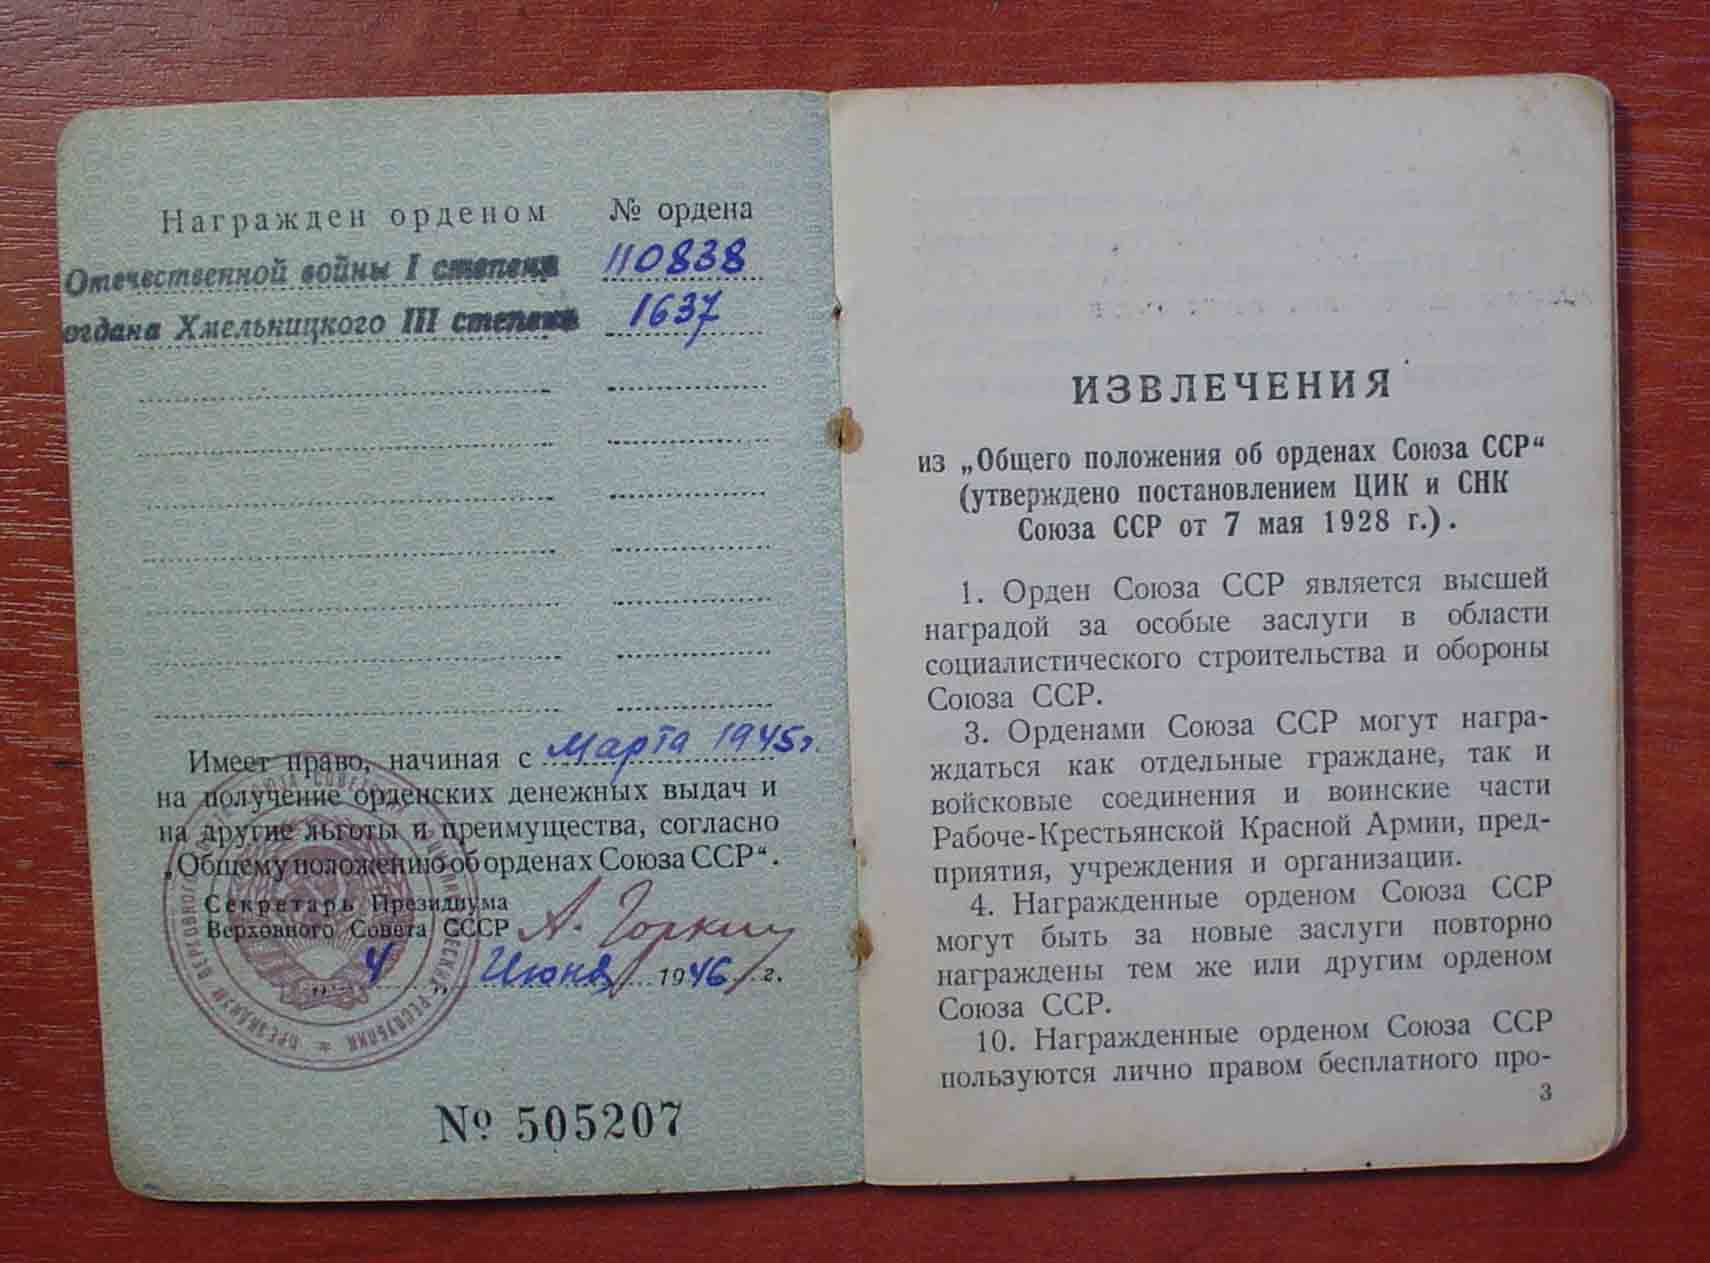 Награжден орденом № ордена
Отечественной войны I степени 110838
огдана Хмельницкого III степени 1637
Имеет право, начиная с Марта 1945 г.
на получение орденских денежных выдач и
на другие льготы и преимущества, согласно
„Общему положению об орденах Союза ССР“.
Секретарь Президиума
Верховного Совета СССР А. Горкин
„4„ Июня 1946 г.
№ 505207
ИЗВЛЕЧЕНИЯ
из „Общего положения об орденах Союза ССР“
(утверждено постановлением ЦИК и СНК
Союза ССР от 7 мая 1928 г.).
1. Орден Союза ССР является высшей
наградой за особые заслуги в области
социалистического строительства и обороны
Союза ССР.
3. Орденами Союза ССР могут награ-
ждаться как отдельные граждане, так и
войсковые соединения и воинские части
Рабоче-Крестьянской Красной Армии, пред-
приятия, учреждения и организации.
4. Награжденные орденом Союза ССР
могут быть за новые заслуги повторно
награждены тем же или другим орденом
Союза ССР.
10. Награжденные орденом Союза ССР
пользуются лично правом бесплатного про-
3